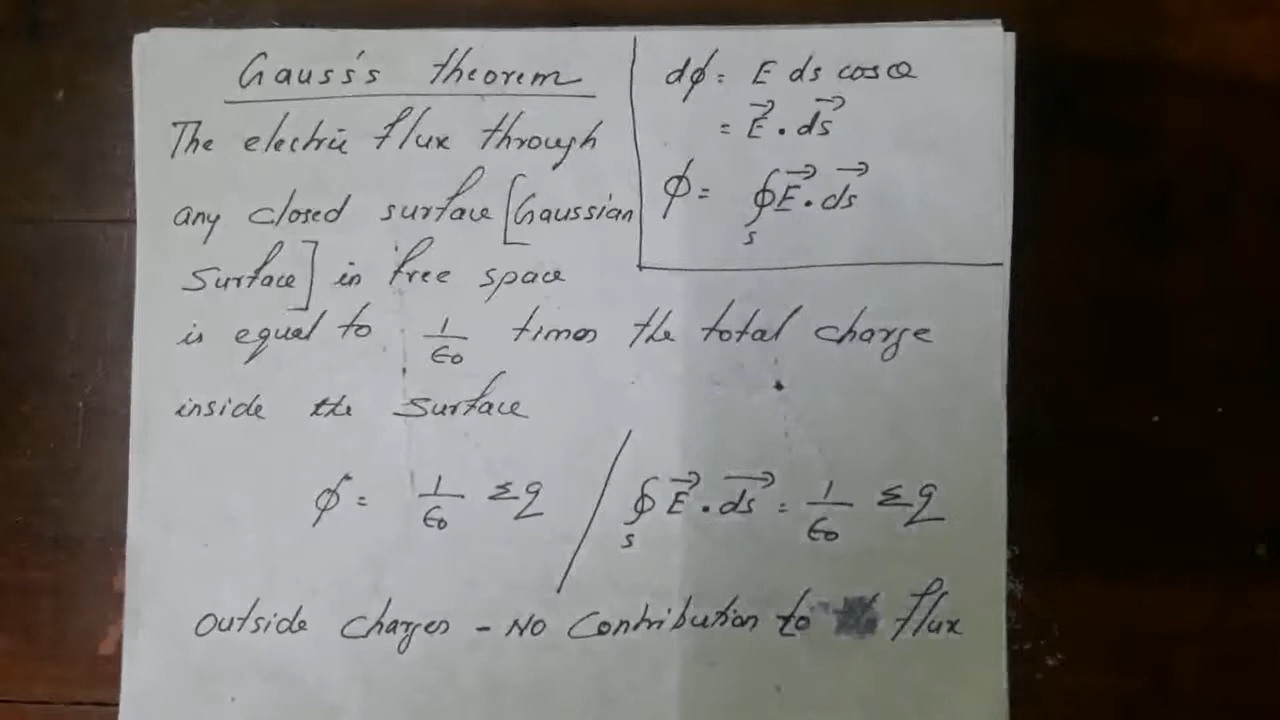 Gauss's theorem
The electric flux through
any closed surface [Gaussian
Surface] in free space
is equal to 1/ϵ0 times the total charge
inside the surface
dϕ = E ds cosθ
= E⃗ . ds⃗
ϕ = ∮s E⃗ . ds⃗
ϕ = 1/ϵ0 Σq / ∮s E⃗ . ds⃗ = 1/ϵ0 Σq
outside charges - No contribution to flux